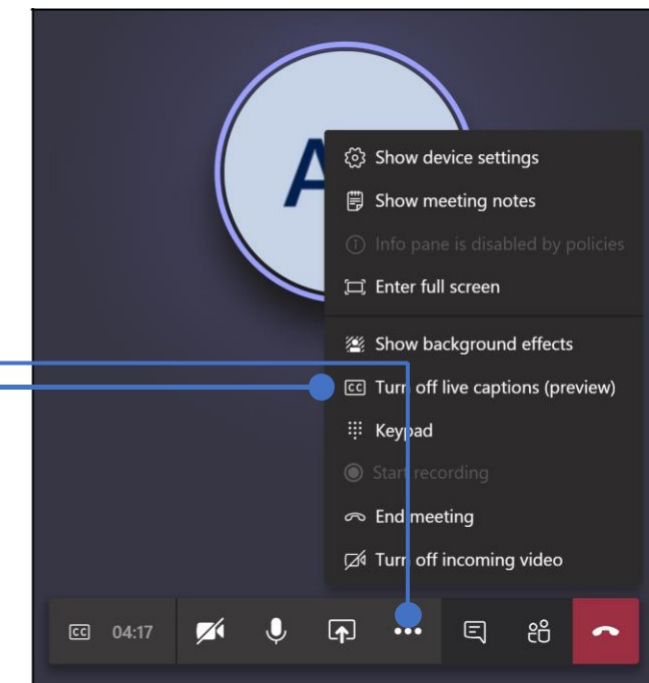 A
Show device settings
Show meeting notes
Info pane is disabled by policies
Enter full screen
Show background effects
CC Turn off live captions (preview)
Keypad
Start recording
End meeting
Turn off incoming video
CC 04:17